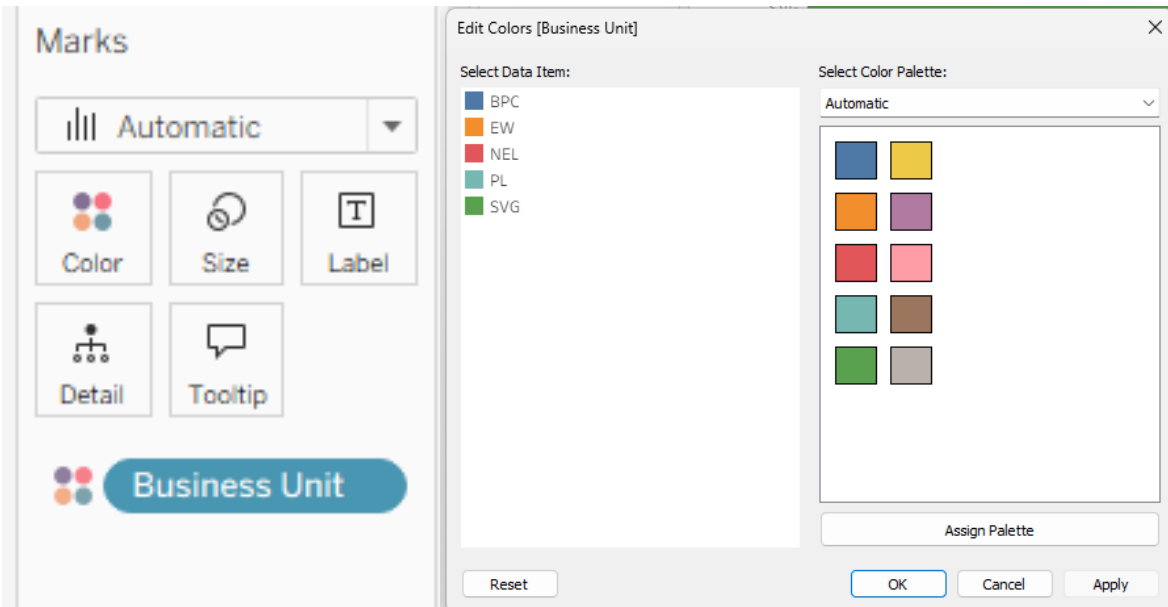 Marks
Automatic
Color
Size
T
Label
Detail
Tooltip
Business Unit
Edit Colors [Business Unit]
Select Data Item:
BPC
EW
NEL
PL
SVG
Select Color Palette:
Automatic
Assign Palette
Reset
OK
Cancel
Apply